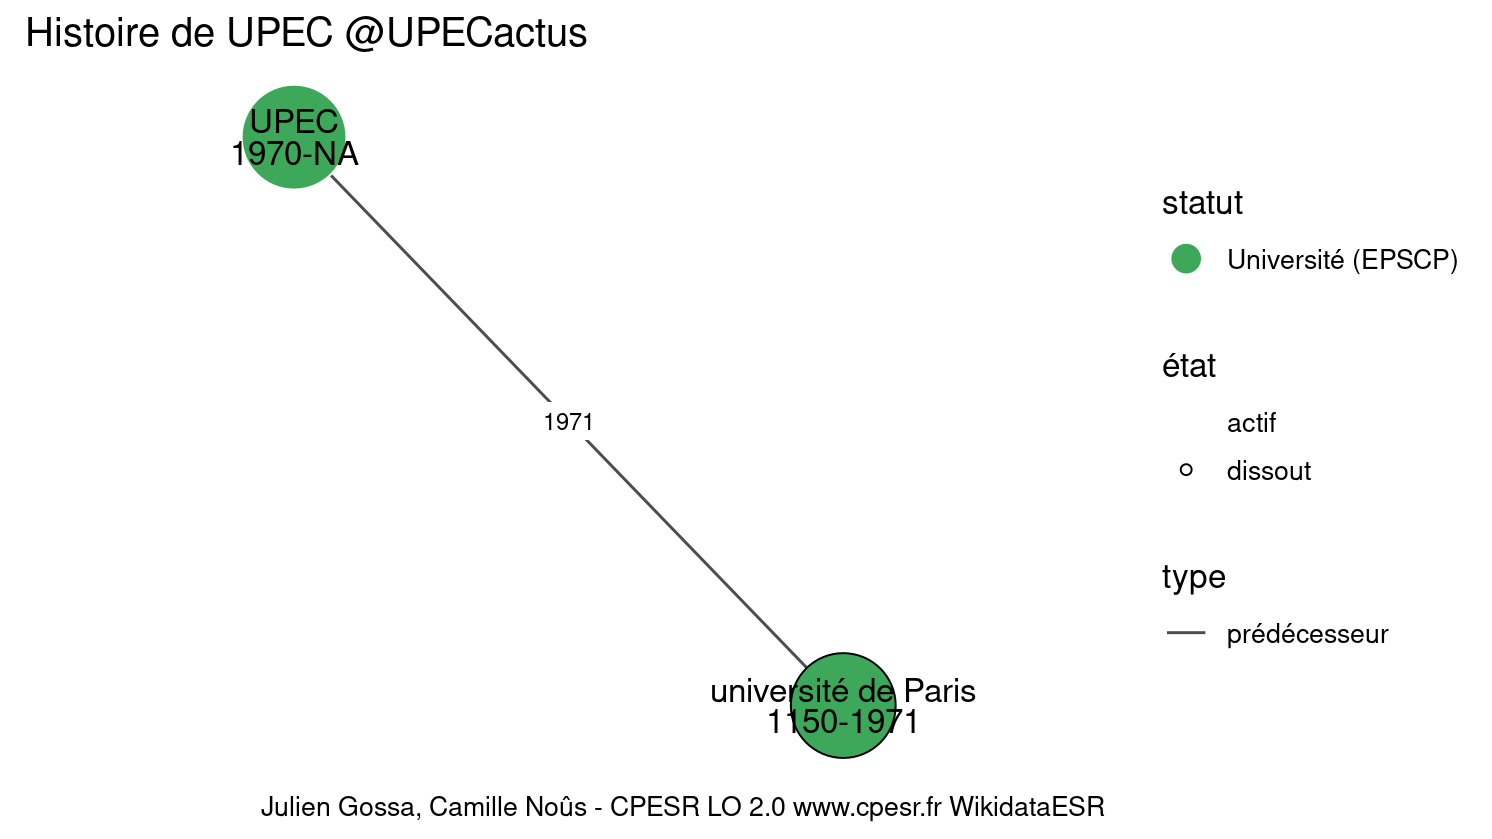 Histoire de UPEC @UPECactus
UPEC
1970-NA
1971
université de Paris
1150-1971
statut
Université (EPSCP)
état
actif
dissout
type
prédécesseur
Julien Gossa, Camille Noûs - CPESR LO 2.0 www.cpesr.fr WikidataESR